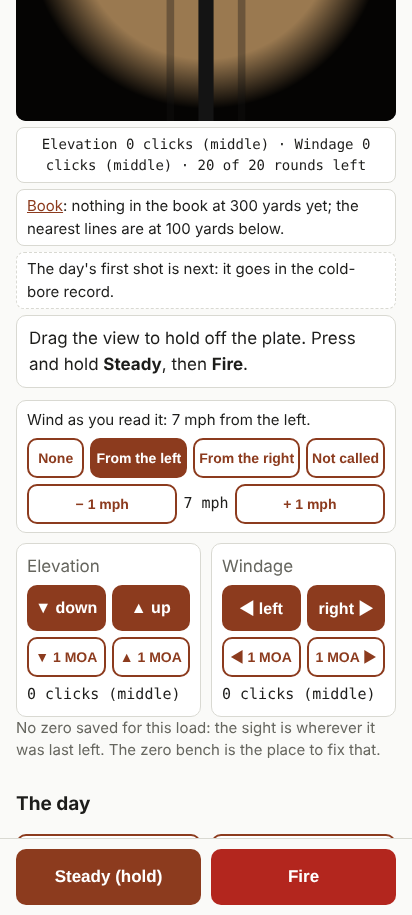 Elevation 0 clicks (middle) · Windage 0
clicks (middle) · 20 of 20 rounds left
Book: nothing in the book at 300 yards yet; the
nearest lines are at 100 yards below.
The day's first shot is next: it goes in the cold-
bore record.
Drag the view to hold off the plate. Press
and hold Steady, then Fire.
Wind as you read it: 7 mph from the left.
None From the left From the right Not called
− 1 mph 7 mph + 1 mph
Elevation Windage
▼ down ▲ up ◀ left right ▶
▼ 1 MOA ▲ 1 MOA ◀ 1 MOA 1 MOA ▶
0 clicks (middle) 0 clicks (middle)
No zero saved for this load: the sight is wherever it
was last left. The zero bench is the place to fix that.
The day
Steady (hold) Fire